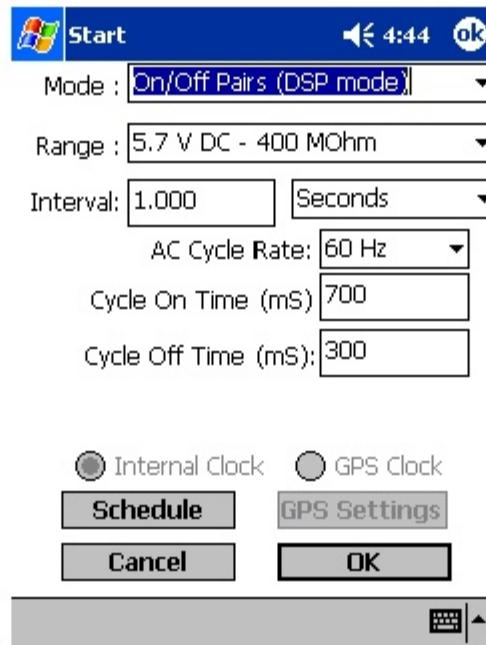 Start 4:44 ok
Mode : On/Off Pairs (DSP mode)
Range : 5.7 V DC - 400 MOhm
Interval: 1.000 Seconds
AC Cycle Rate: 60 Hz
Cycle On Time (mS) 700
Cycle Off Time (mS): 300
Internal Clock GPS Clock
Schedule GPS Settings
Cancel OK